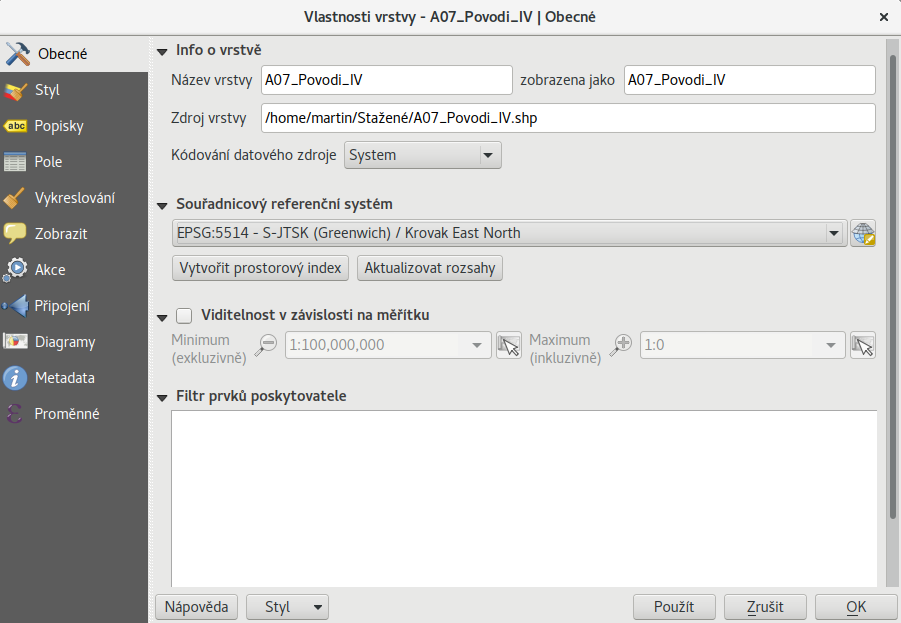 Vlastnosti vrstvy - A07_Povodi_IV | Obecné
Obecné
Styl
Popisky
Pole
Vykreslování
Zobrazit
Akce
Připojení
Diagramy
Metadata
Proměnné
Info o vrstvě
Název vrstvy A07_Povodi_IV zobrazena jako A07_Povodi_IV
Zdroj vrstvy /home/martin/Stažené/A07_Povodi_IV.shp
Kódování datového zdroje System
Souřadnicový referenční systém
EPSG:5514 - S-JTSK (Greenwich) / Krovak East North
Vytvořit prostorový index Aktualizovat rozsahy
Viditelnost v závislosti na měřítku
Minimum (exkluzivně) 1:100,000,000 Maximum (inkluzivně) 1:0
Filtr prvků poskytovatele
Nápověda Styl Použít Zrušit OK